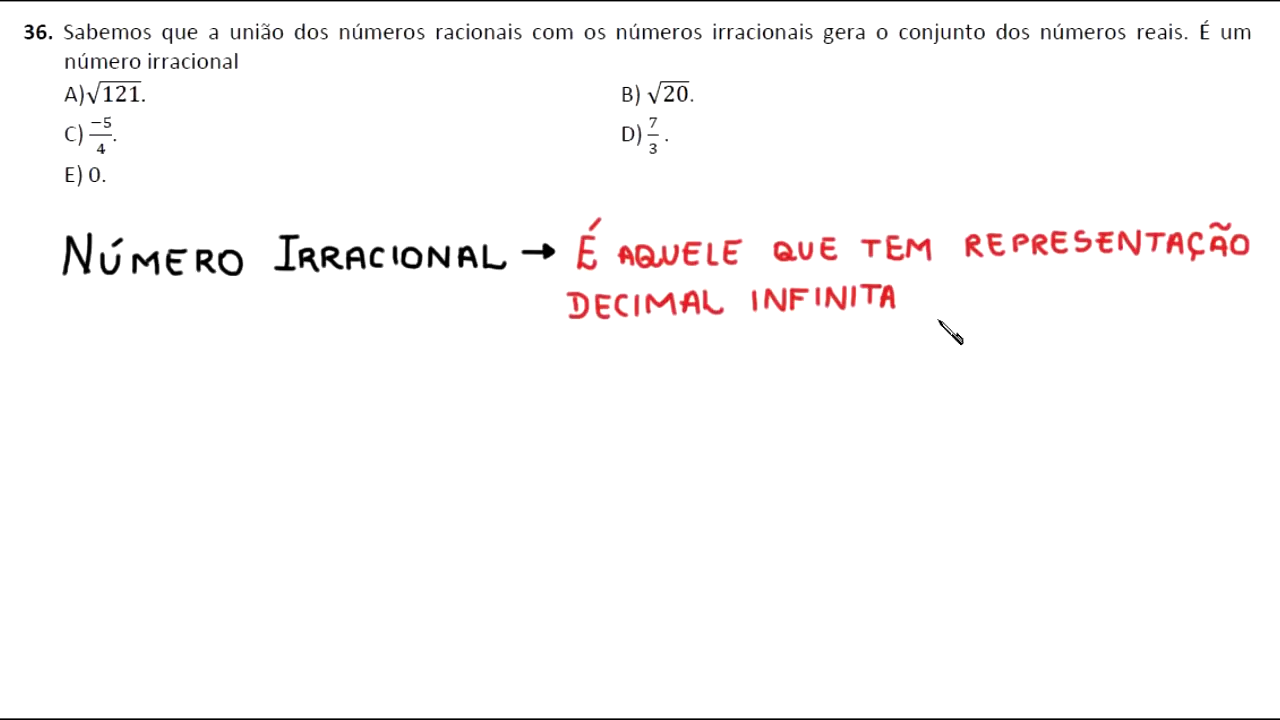 36. Sabemos que a união dos números racionais com os números irracionais gera o conjunto dos números reais. É um
número irracional
A)√121.
B) √20.
C) −5/4.
D) 7/3 .
E) 0.
NÚMERO IRRACIONAL → É AQUELE QUE TEM REPRESENTAÇÃO
DECIMAL INFINITA